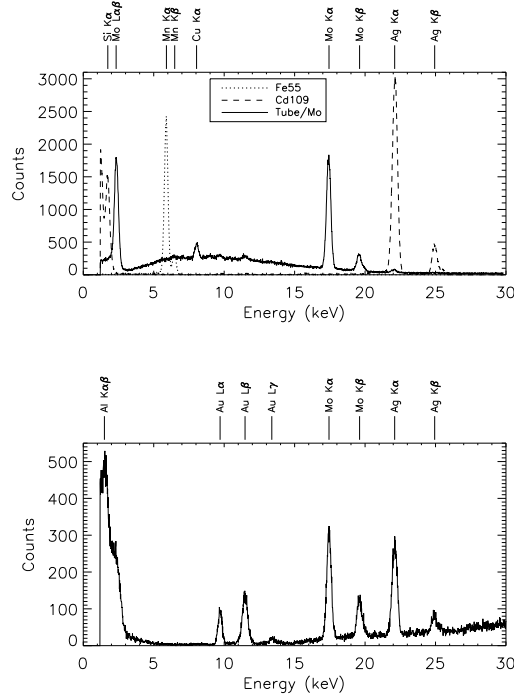 Si Kα
Mo Lαβ
Mn Kα
Mn Kβ
Cu Kα
Mo Kα
Mo Kβ
Ag Kα
Ag Kβ
3000
2500
2000
1500
1000
500
0
Counts
Fe55
Cd109
Tube/Mo
0 5 10 15 20 25 30
Energy (keV)
Al Kαβ
Au Lα
Au Lβ
Au Lγ
Mo Kα
Mo Kβ
Ag Kα
Ag Kβ
500
400
300
200
100
0
Counts
0 5 10 15 20 25 30
Energy (keV)